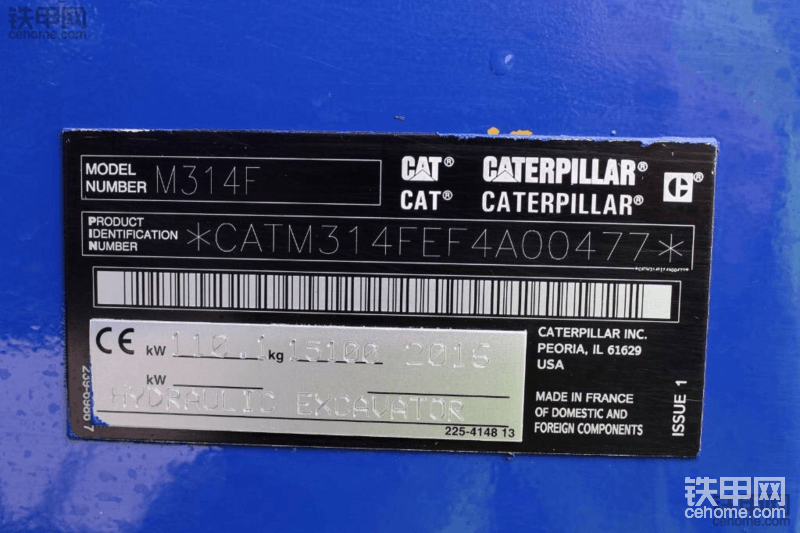 铁甲网
cehome.com
MODEL NUMBER M314F
CAT® CATERPILLAR®
CAT® CATERPILLAR®
PRODUCT IDENTIFICATION NUMBER *CATM314FEF4A00477*
CE kW 110.1 kg 15100 2016
kW
HYDRAULIC EXCAVATOR
225-4148 13
CATERPILLAR INC.
PEORIA, IL 61629
USA
MADE IN FRANCE
OF DOMESTIC AND
FOREIGN COMPONENTS
ISSUE 1
铁甲网
cehome.com